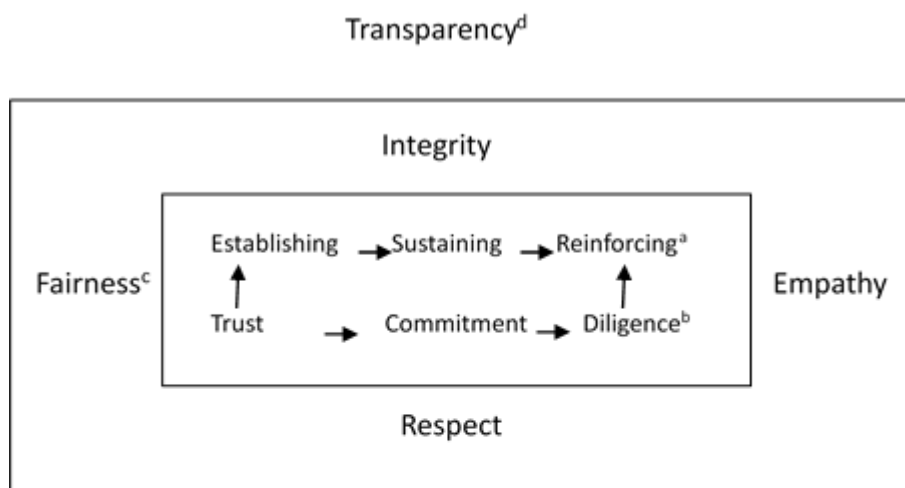 Transparencyᵈ
Integrity
Establishing Sustaining Reinforcingᵃ
Fairnessᶜ Empathy
Trust Commitment Diligenceᵇ
Respect